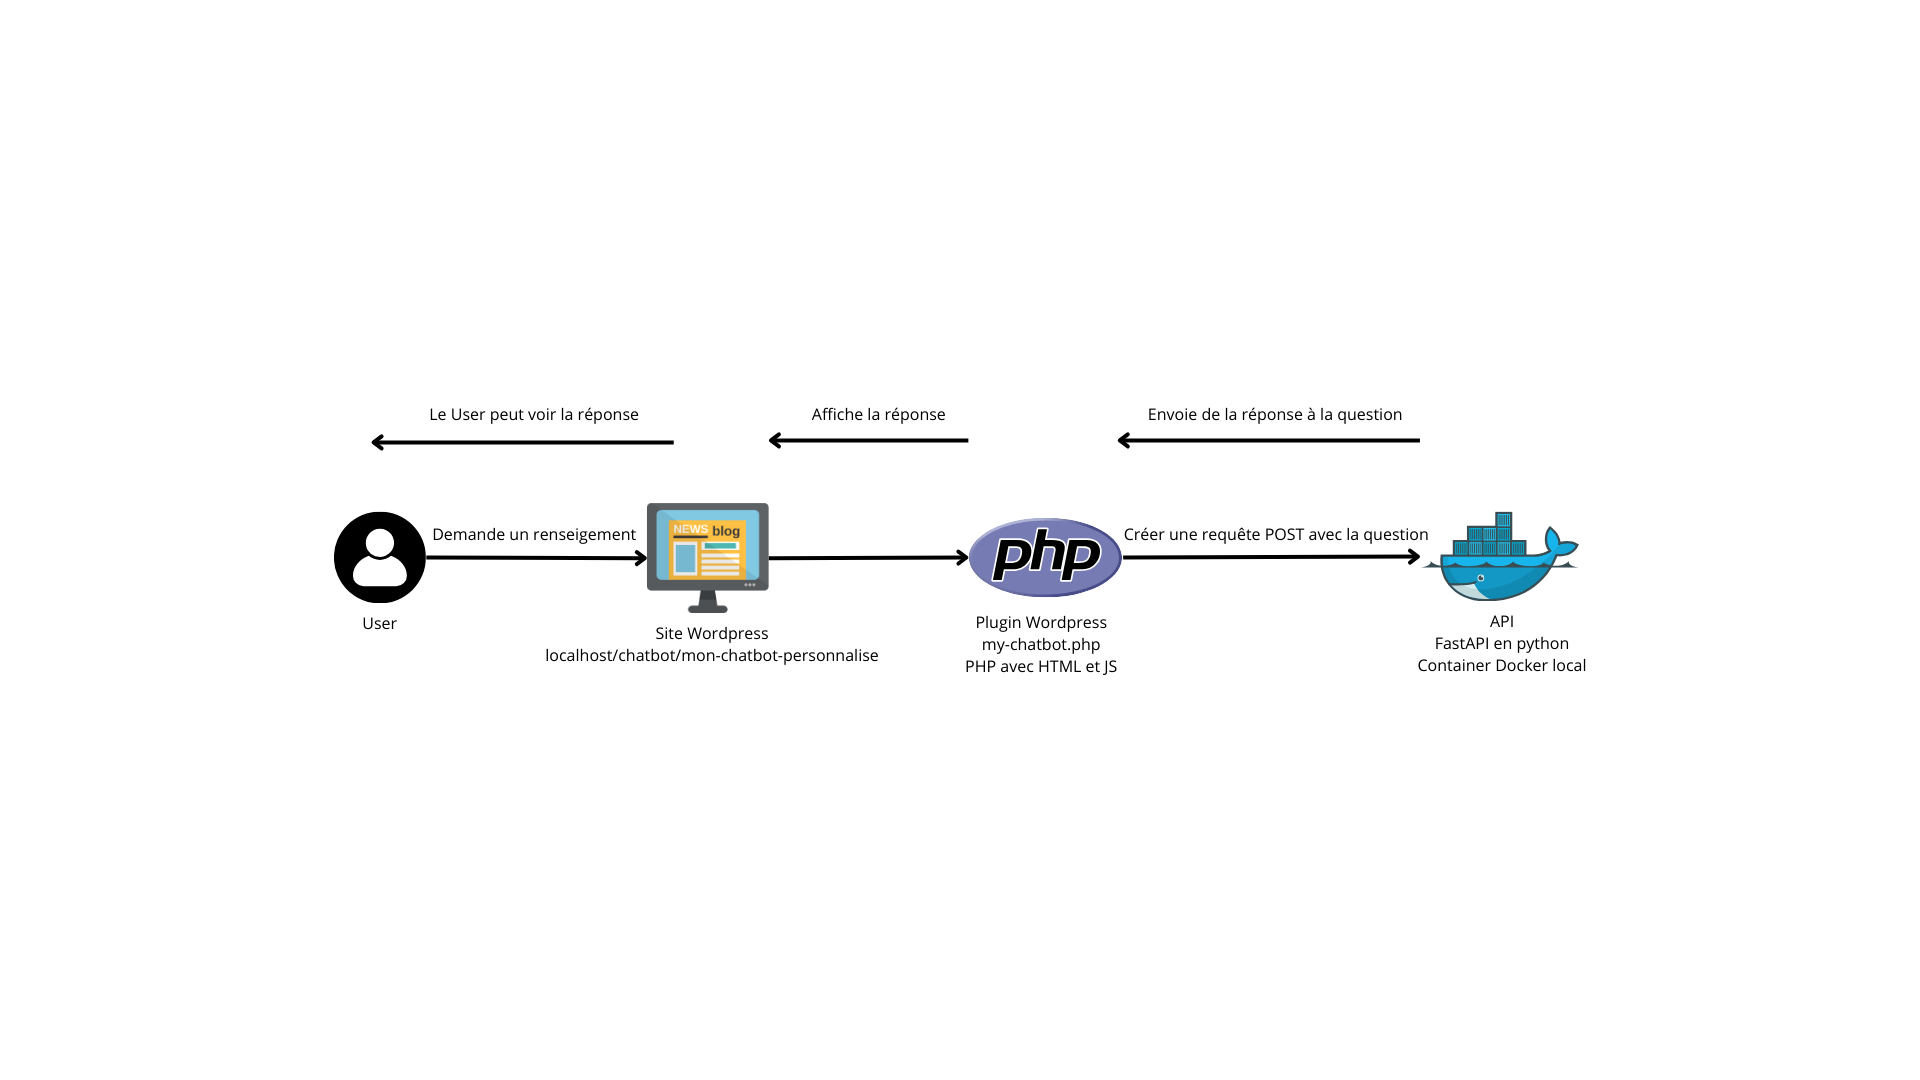 Le User peut voir la réponse
Affiche la réponse
Envoie de la réponse à la question
Demande un renseigement
NEWS blog
php
Créer une requête POST avec la question
User
Site Wordpress
localhost/chatbot/mon-chatbot-personnalise
Plugin Wordpress
my-chatbot.php
PHP avec HTML et JS
API
FastAPI en python
Container Docker local